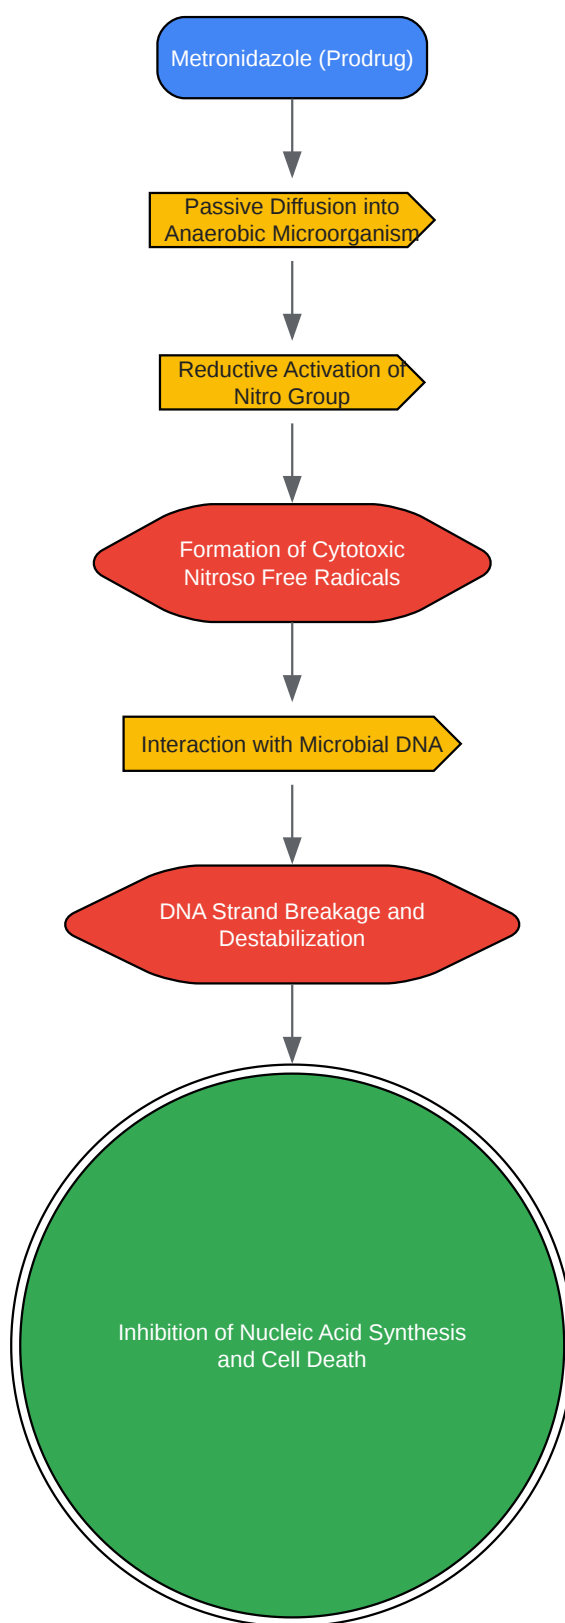 Metronidazole (Prodrug)
Passive Diffusion into
Anaerobic Microorganism
Reductive Activation of
Nitro Group
Formation of Cytotoxic
Nitroso Free Radicals
Interaction with Microbial DNA
DNA Strand Breakage and
Destabilization
Inhibition of Nucleic Acid Synthesis
and Cell Death